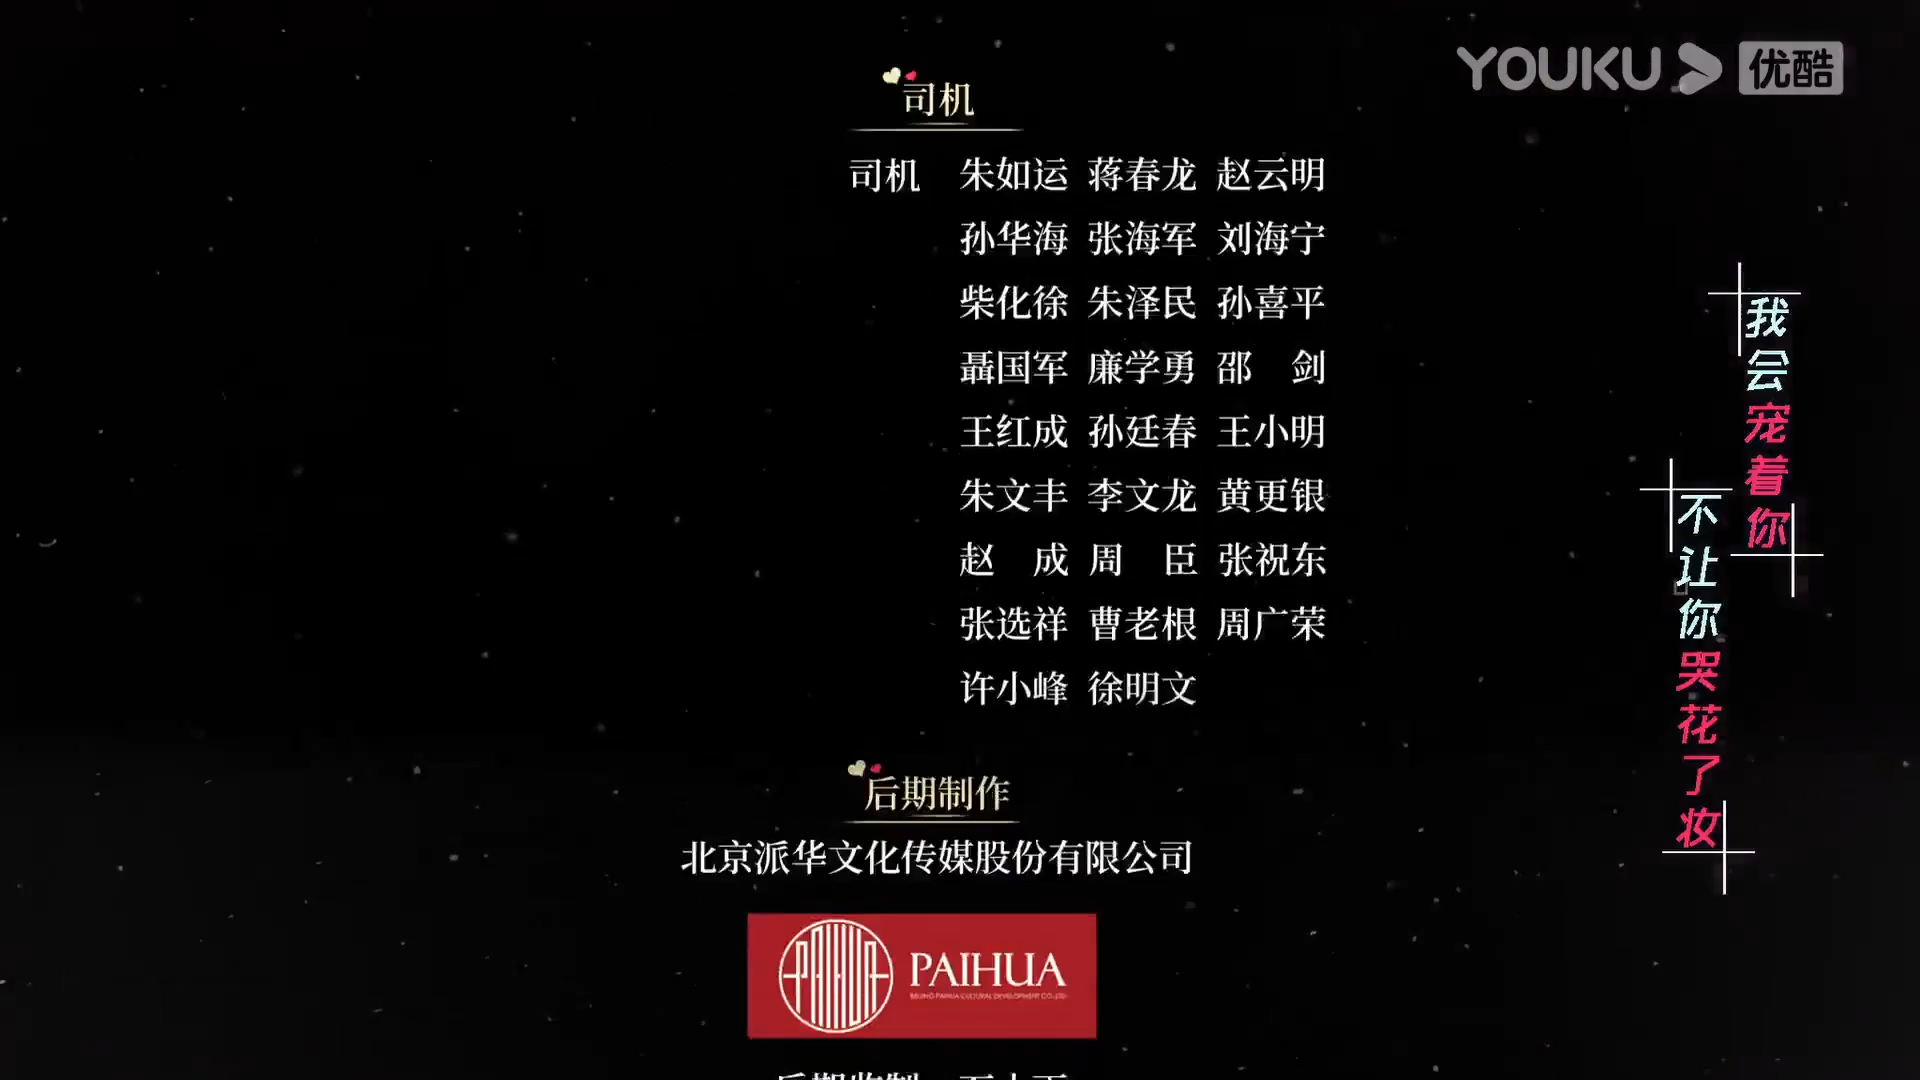 YOUKU 优酷
司机
司机 朱如运 蒋春龙 赵云明
孙华海 张海军 刘海宁
柴化徐 朱泽民 孙喜平
聶国军 廉学勇 邵 剑
王红成 孙廷春 王小明
朱文丰 李文龙 黄更银
赵 成 周 臣 张祝东
张选祥 曹老根 周广荣
许小峰 徐明文
后期制作
北京派华文化传媒股份有限公司
PAIHUA
我会宠着你
不让你哭花了妆